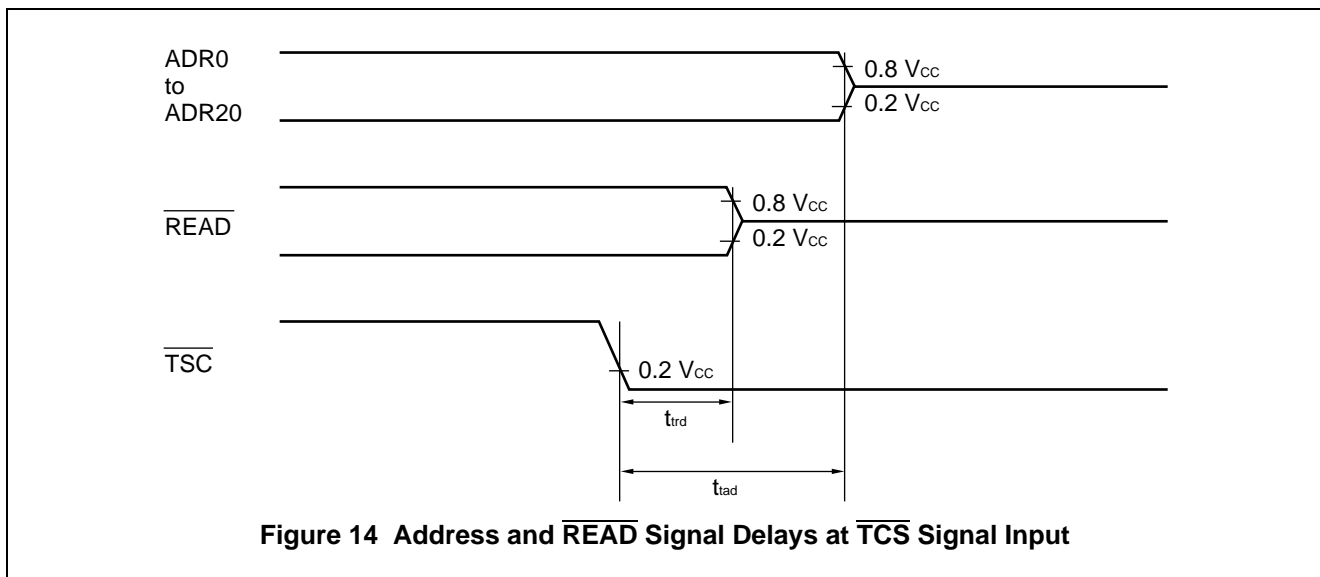 ADR0
to
ADR20
0.8 Vcc
0.2 Vcc
READ
0.8 Vcc
0.2 Vcc
TSC
0.2 Vcc
ttrd
ttad
Figure 14 Address and READ Signal Delays at TCS Signal Input